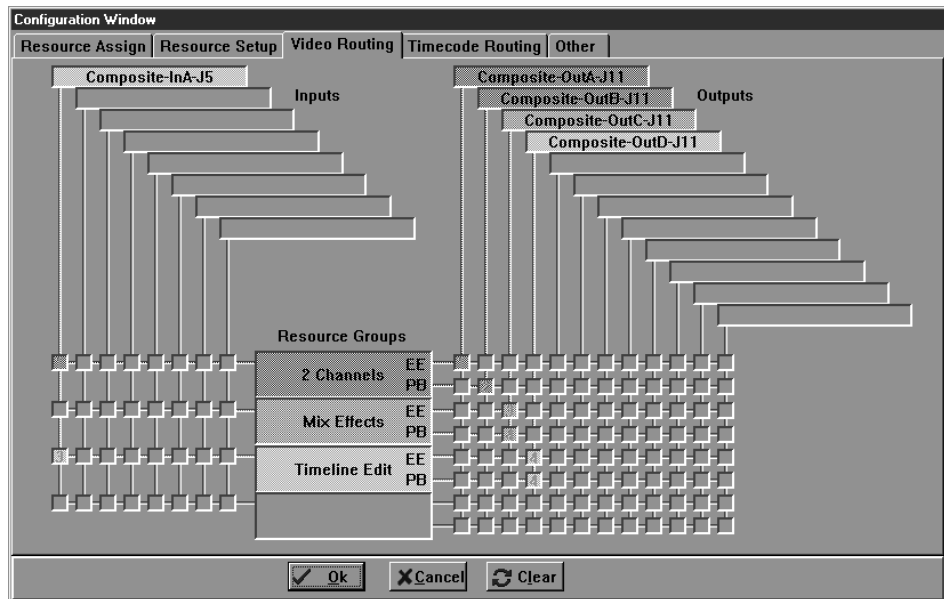 Configuration Window
Resource Assign Resource Setup Video Routing Timecode Routing Other
Composite-InA-J5
Inputs
Composite-OutA-J11
Composite-OutB-J11
Outputs
Composite-OutC-J11
Composite-OutD-J11
Resource Groups
2 Channels
EE
PB
Mix Effects
EE
PB
Timeline Edit
EE
PB
Ok
Cancel
Clear